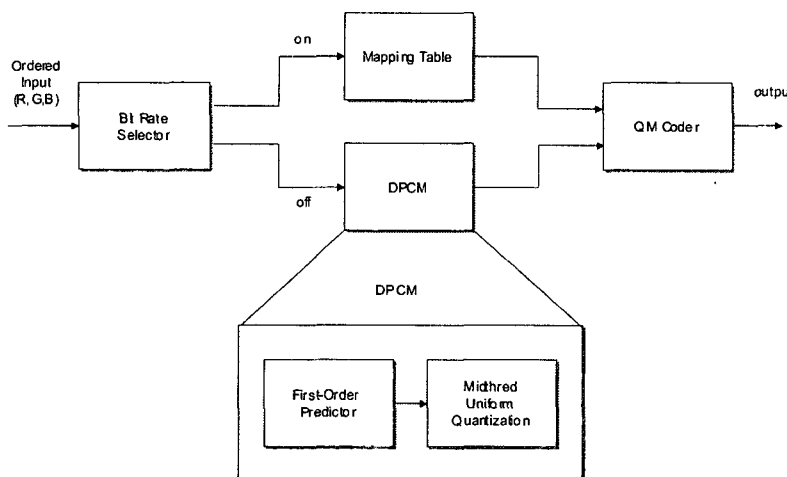 Ordered
Input
(R, G,B)
Bit Rate
Selector
on
off
Mapping Table
DPCM
QM Coder
output
DPCM
First-Order
Predictor
Midthred
Uniform
Quantization